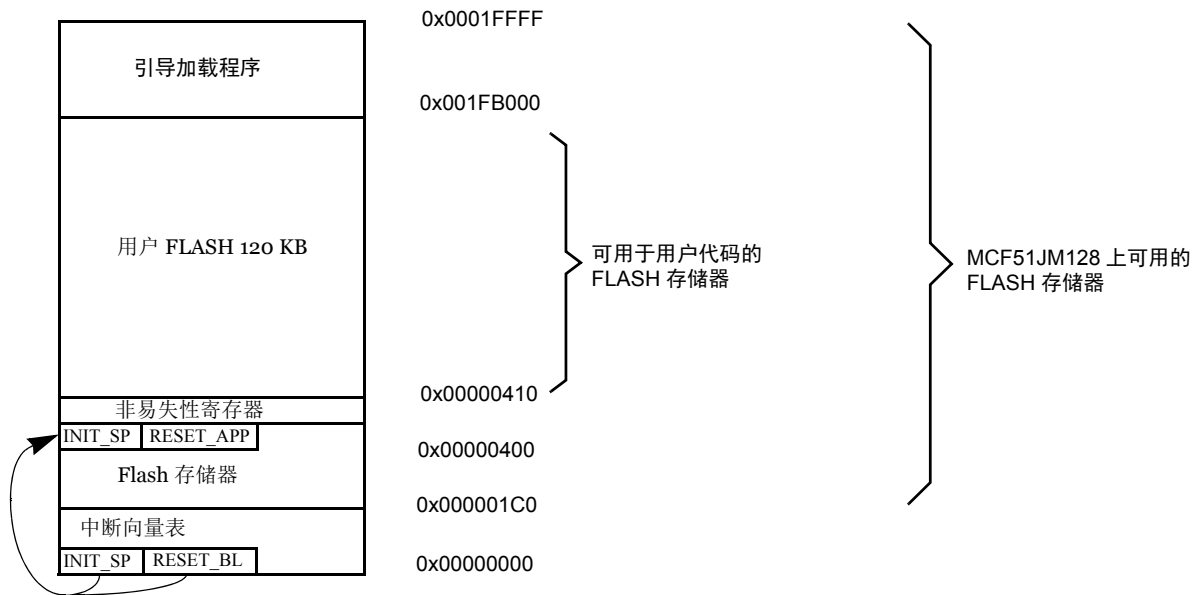 0x0001FFFF
引导加载程序
0x001FB000
用户 FLASH 120 KB
可用于用户代码的
FLASH 存储器
MCF51JM128 上可用的
FLASH 存储器
0x00000410
非易失性寄存器
INIT_SP RESET_APP
0x00000400
Flash 存储器
0x000001C0
中断向量表
INIT_SP RESET_BL
0x00000000